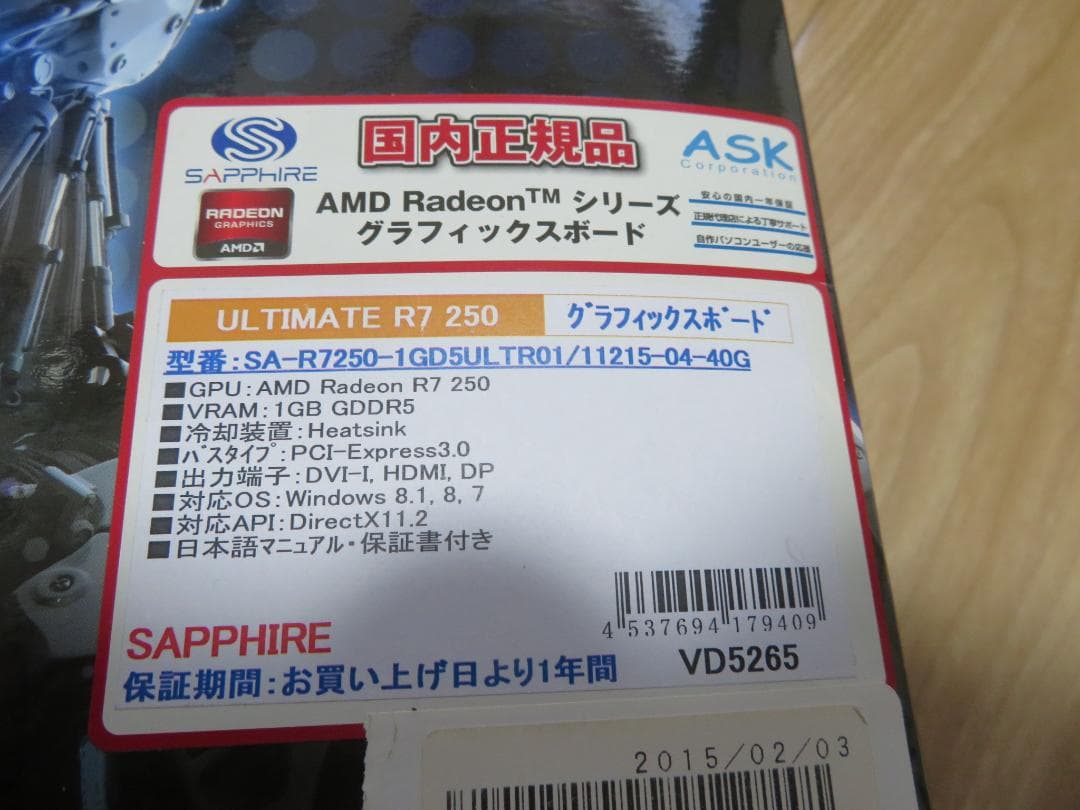 SAPPHIRE
国内正規品
ASK
Corporation
RADEON
GRAPHICS
AMD
AMD Radeon™ シリーズ
グラフィックスボード
安心の国内一年保証
正規代理店による丁寧サポート
自作パソコンユーザーの応援
ULTIMATE R7 250
グラフィックスボード
型番:SA-R7250-1GD5ULTR01/11215-04-40G
■GPU:AMD Radeon R7 250
■VRAM:1GB GDDR5
■冷却装置:Heatsink
■バスタイプ:PCI-Express3.0
■出力端子:DVI-I, HDMI, DP
■対応OS:Windows 8.1, 8, 7
■対応API:DirectX11.2
■日本語マニュアル・保証書付き
4 537694 179409
SAPPHIRE
VD5265
保証期間:お買い上げ日より1年間
2015/02/03